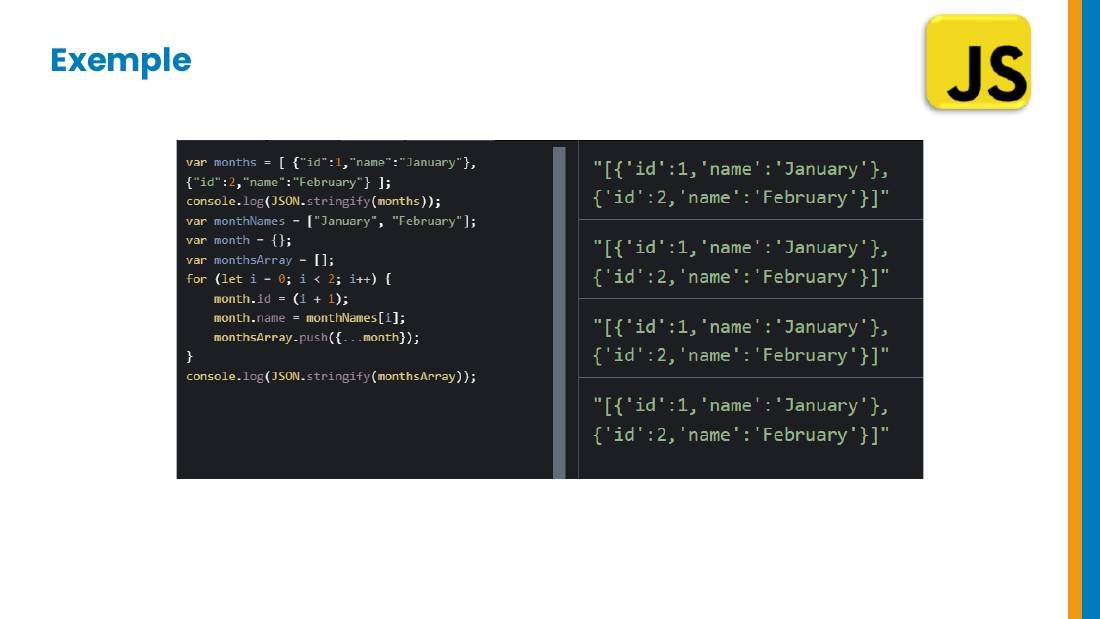 Exemple
JS
var months = [ {"id":1,"name":"January"},
{"id":2,"name":"February"} ];
console.log(JSON.stringify(months));
var monthNames = ["January", "February"];
var month = {};
var monthsArray = [];
for (let i = 0; i < 2; i++) {
    month.id = (i + 1);
    month.name = monthNames[i];
    monthsArray.push({...month});
}
console.log(JSON.stringify(monthsArray));
"[{'id':1,'name':'January'},
{'id':2,'name':'February'}]"
"[{'id':1,'name':'January'},
{'id':2,'name':'February'}]"
"[{'id':1,'name':'January'},
{'id':2,'name':'February'}]"
"[{'id':1,'name':'January'},
{'id':2,'name':'February'}]"